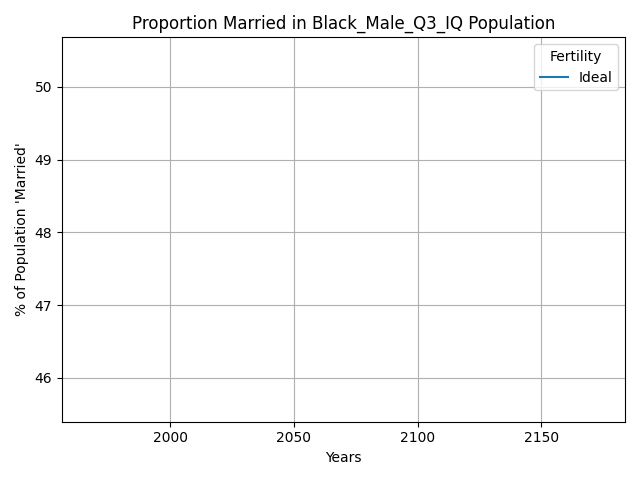 Proportion Married in Black_Male_Q3_IQ Population
Fertility
Ideal
50
49
48
47
46
% of Population 'Married'
2000
2050
2100
2150
Years